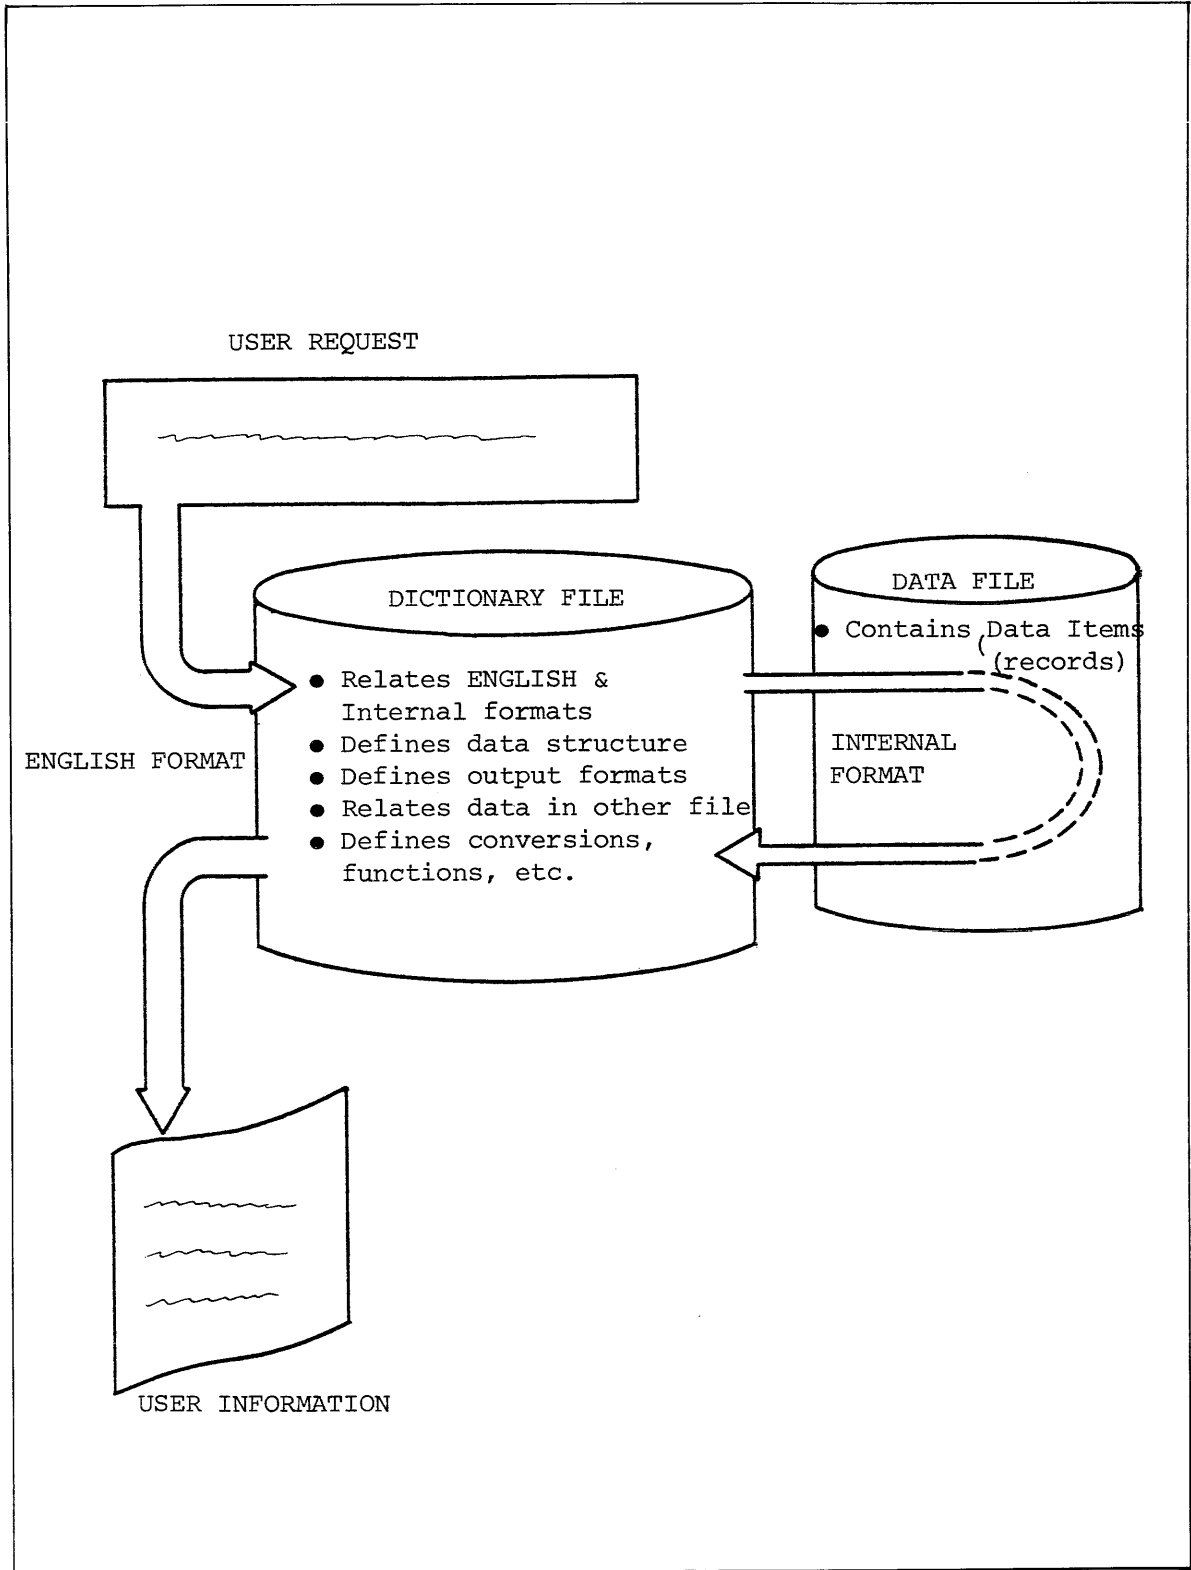 USER REQUEST
DICTIONARY FILE
● Relates ENGLISH &
Internal formats
● Defines data structure
● Defines output formats
● Relates data in other file
● Defines conversions,
functions, etc.
DATA FILE
● Contains Data Items
(records)
INTERNAL
FORMAT
ENGLISH FORMAT
USER INFORMATION